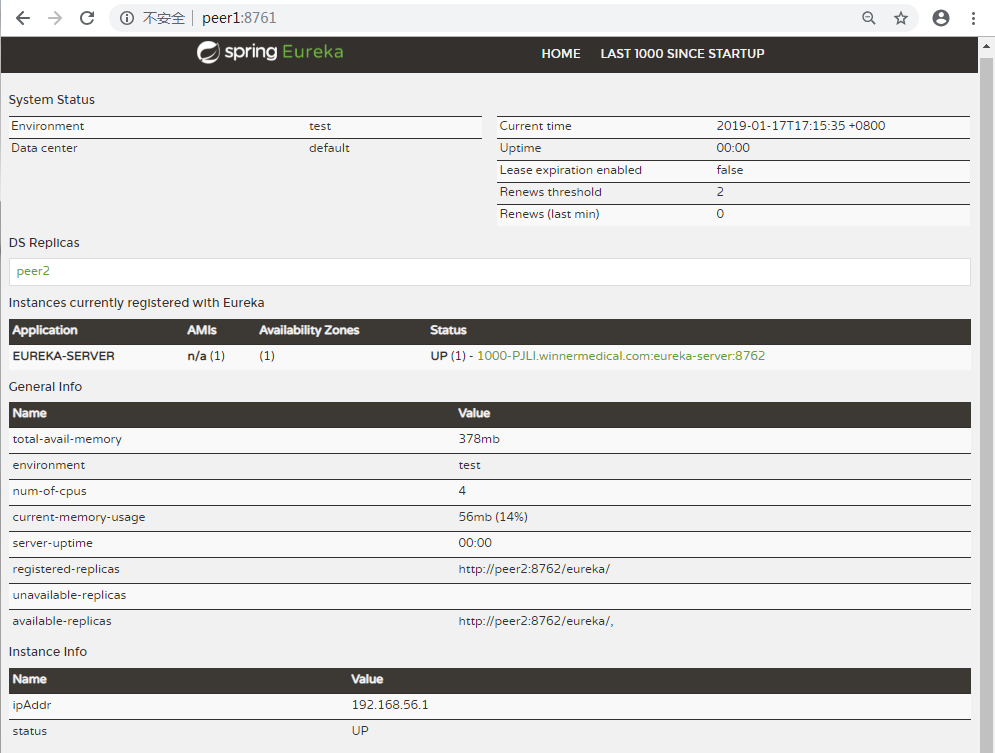 不安全 peer1:8761
spring Eureka HOME LAST 1000 SINCE STARTUP
System Status
Environment test
Data center default
Current time 2019-01-17T17:15:35 +0800
Uptime 00:00
Lease expiration enabled false
Renews threshold 2
Renews (last min) 0
DS Replicas
peer2
Instances currently registered with Eureka
Application AMIs Availability Zones Status
EUREKA-SERVER n/a (1) (1) UP (1) - 1000-PJLI.winnermedical.com:eureka-server:8762
General Info
Name Value
total-avail-memory 378mb
environment test
num-of-cpus 4
current-memory-usage 56mb (14%)
server-uptime 00:00
registered-replicas http://peer2:8762/eureka/
unavailable-replicas
available-replicas http://peer2:8762/eureka/,
Instance Info
Name Value
ipAddr 192.168.56.1
status UP